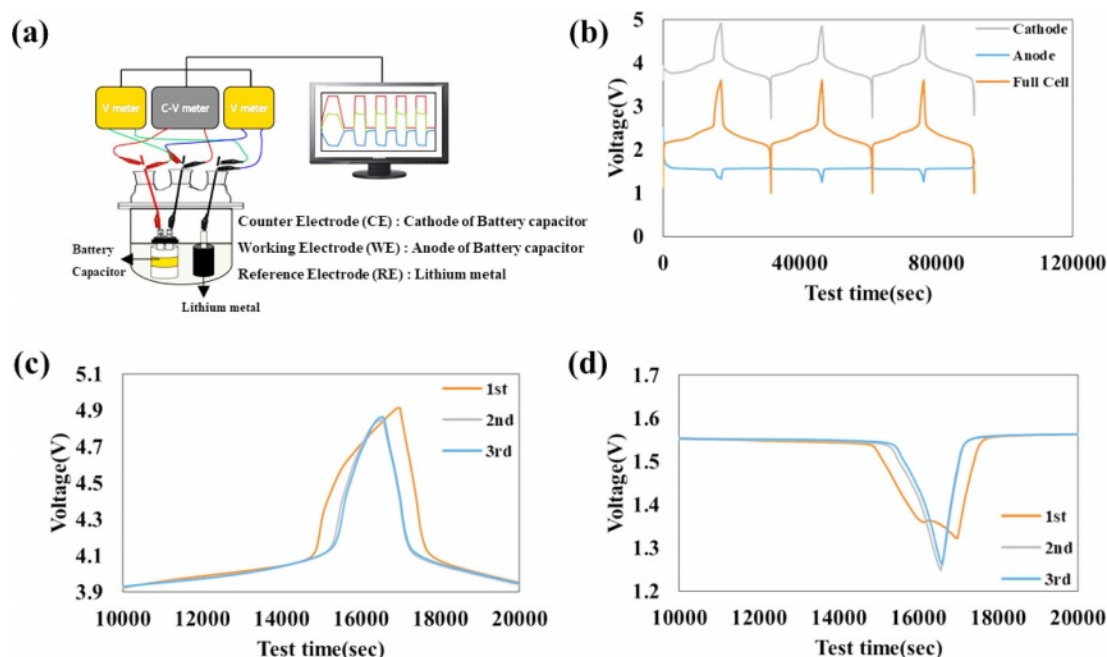 (a)
V meter C-V meter V meter
Counter Electrode (CE) : Cathode of Battery capacitor
Battery Capacitor
Working Electrode (WE) : Anode of Battery capacitor
Reference Electrode (RE) : Lithium metal
Lithium metal
(b)
Voltage(V)
5
4
3
2
1
0
0 40000 80000 120000
Test time(sec)
Cathode
Anode
Full Cell
(c)
Voltage(V)
5.1
4.9
4.7
4.5
4.3
4.1
3.9
10000 12000 14000 16000 18000 20000
Test time(sec)
1st
2nd
3rd
(d)
Voltage(V)
1.7
1.6
1.5
1.4
1.3
1.2
10000 12000 14000 16000 18000 20000
Test time(sec)
1st
2nd
3rd